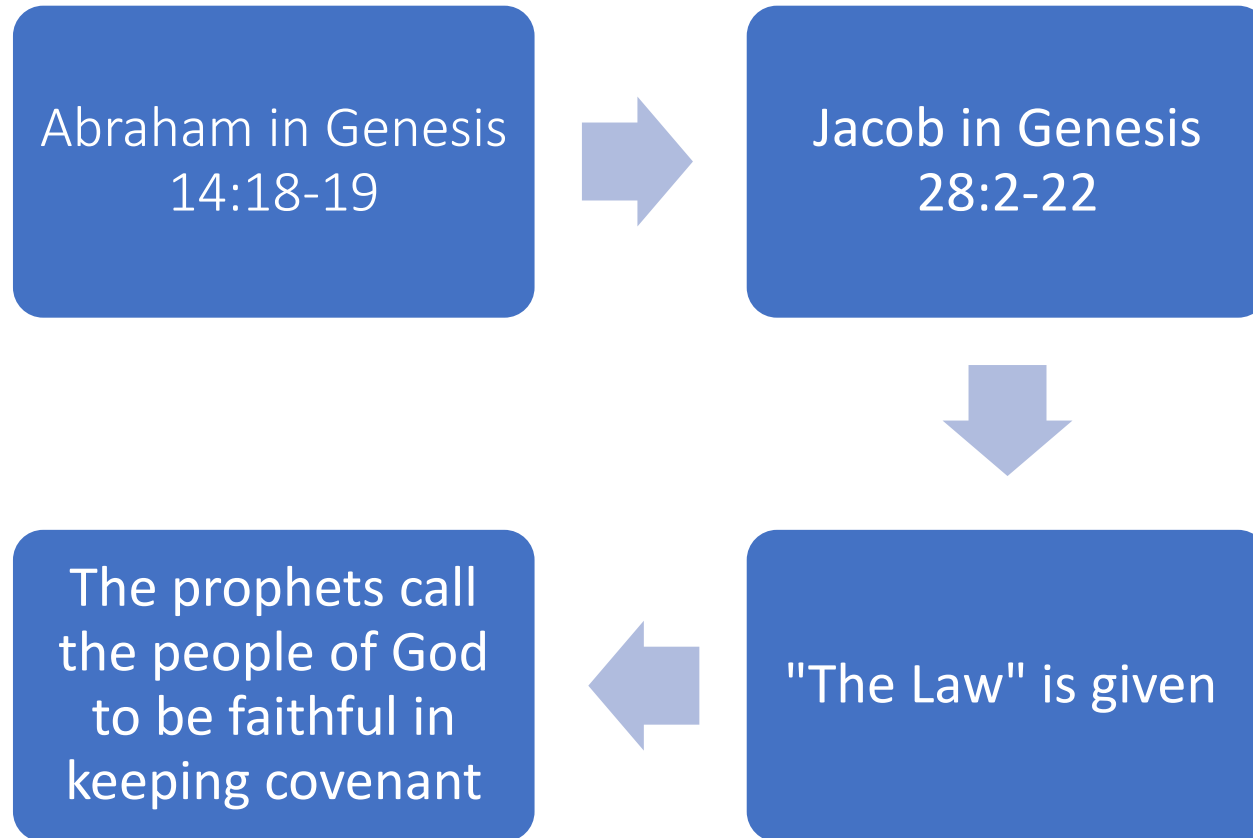 Abraham in Genesis
14:18-19
Jacob in Genesis
28:2-22
"The Law" is given
The prophets call
the people of God
to be faithful in
keeping covenant